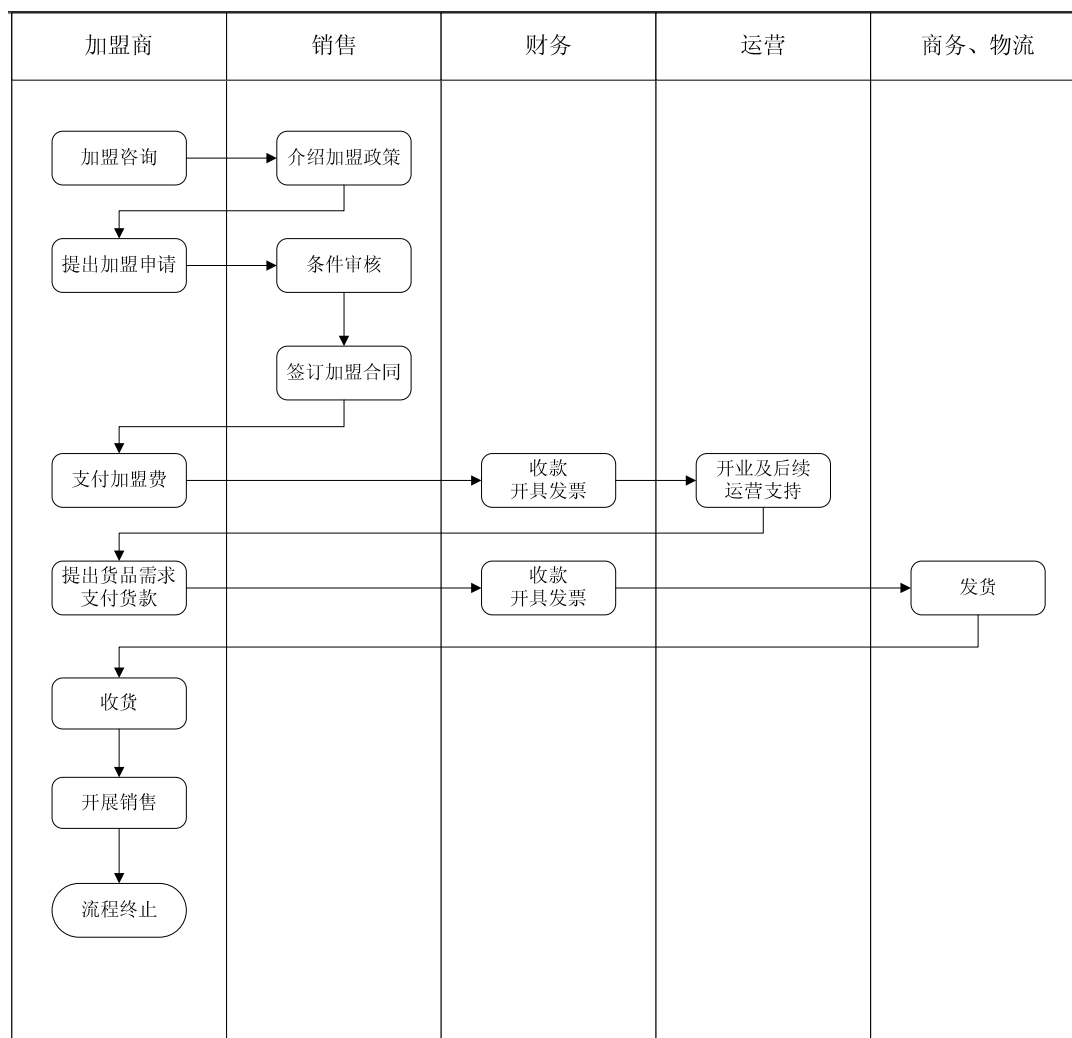 加盟商
销售
财务
运营
商务、物流
加盟咨询
介绍加盟政策
提出加盟申请
条件审核
签订加盟合同
支付加盟费
收款
开具发票
开业及后续
运营支持
提出货品需求
支付货款
收款
开具发票
发货
收货
开展销售
流程终止